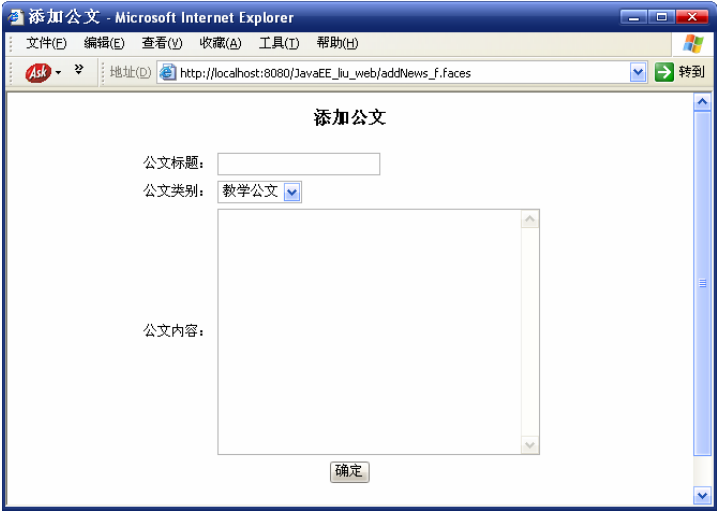 添加公文 - Microsoft Internet Explorer
文件(F) 编辑(E) 查看(V) 收藏(A) 工具(T) 帮助(H)
Ask 地址(D) http://localhost:8080/JavaEE_liu_web/addNews_f.faces 转到
添加公文
公文标题：
公文类别： 教学公文
公文内容：
确定